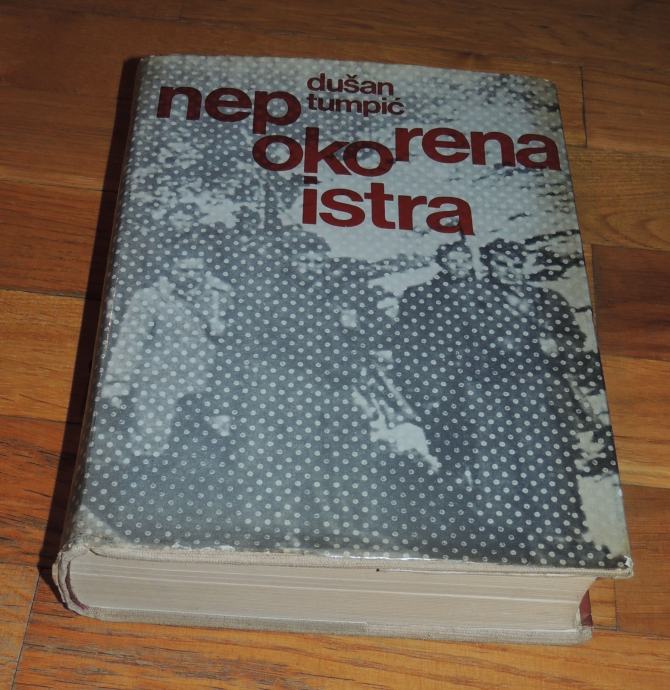 dušan
tumpić
nep
okorena
istra